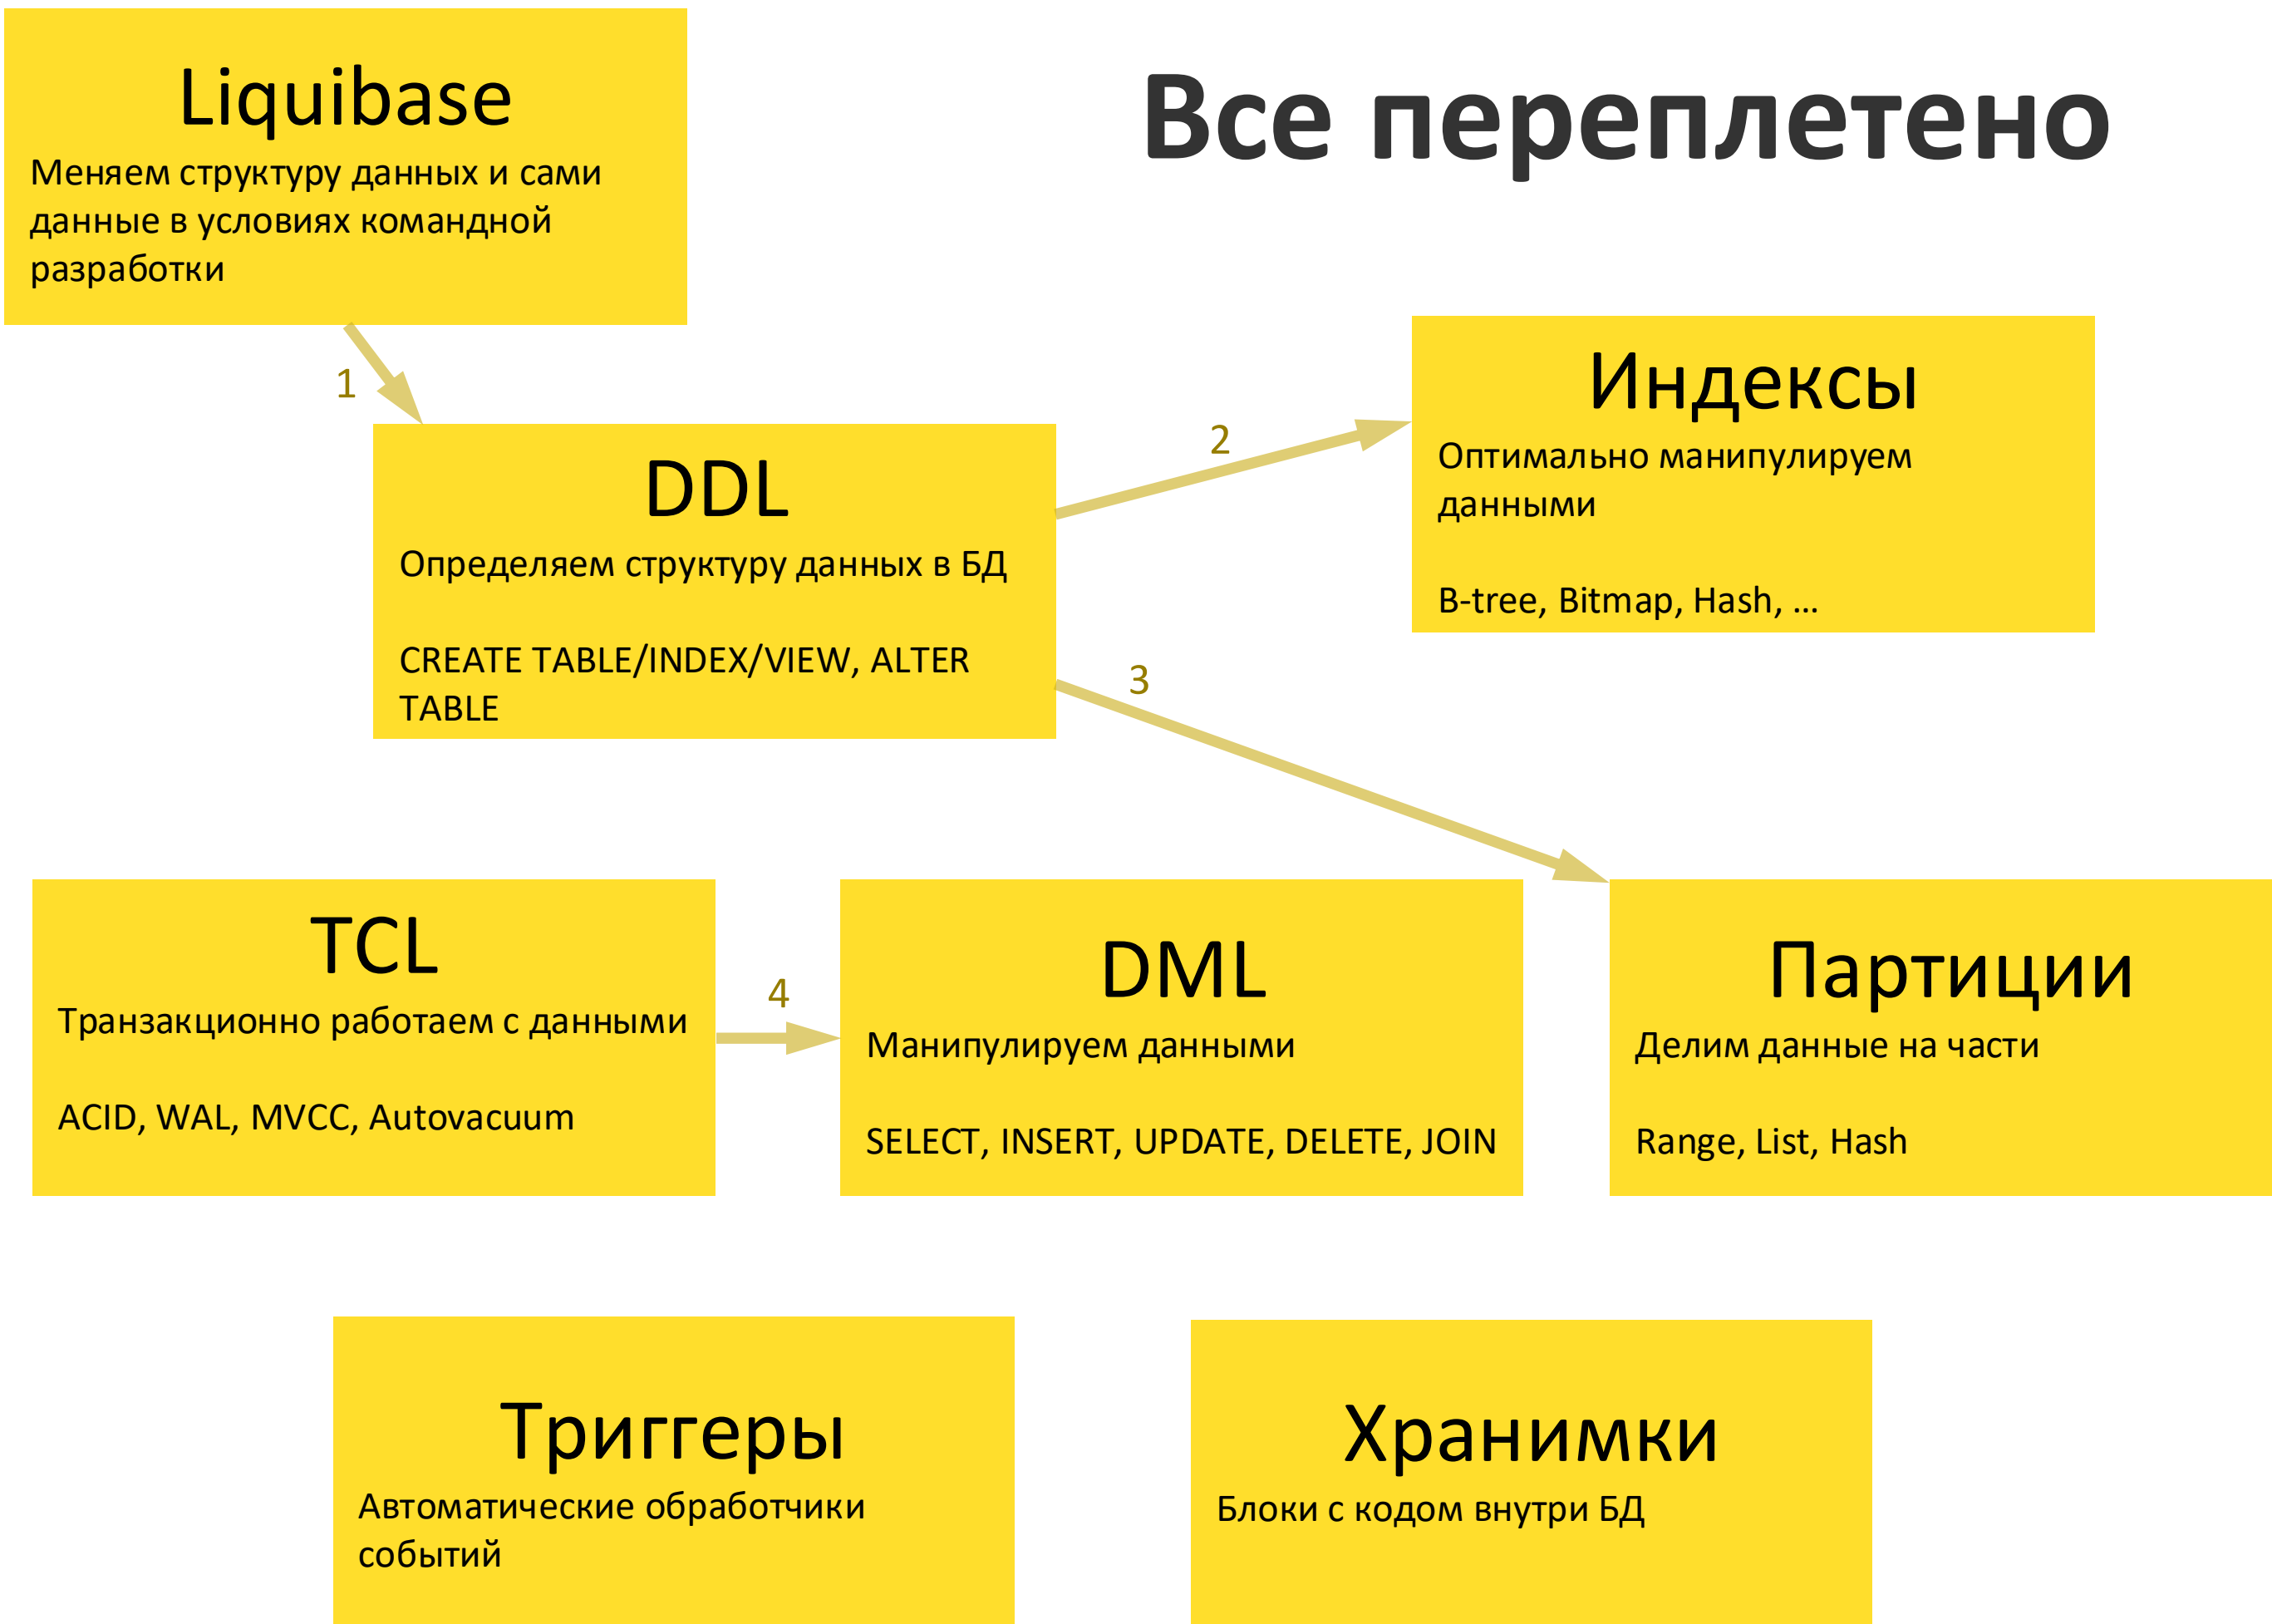 Liquibase
Меняем структуру данных и сами
данные в условиях командной
разработки
Все переплетено
1
DDL
Определяем структуру данных в БД
CREATE TABLE/INDEX/VIEW, ALTER
TABLE
2
Индексы
Оптимально манипулируем
данными
B-tree, Bitmap, Hash, ...
3
TCL
Транзакционно работаем с данными
ACID, WAL, MVCC, Autovacuum
4
DML
Манипулируем данными
SELECT, INSERT, UPDATE, DELETE, JOIN
Партиции
Делим данные на части
Range, List, Hash
Триггеры
Автоматические обработчики
событий
Хранимки
Блоки с кодом внутри БД